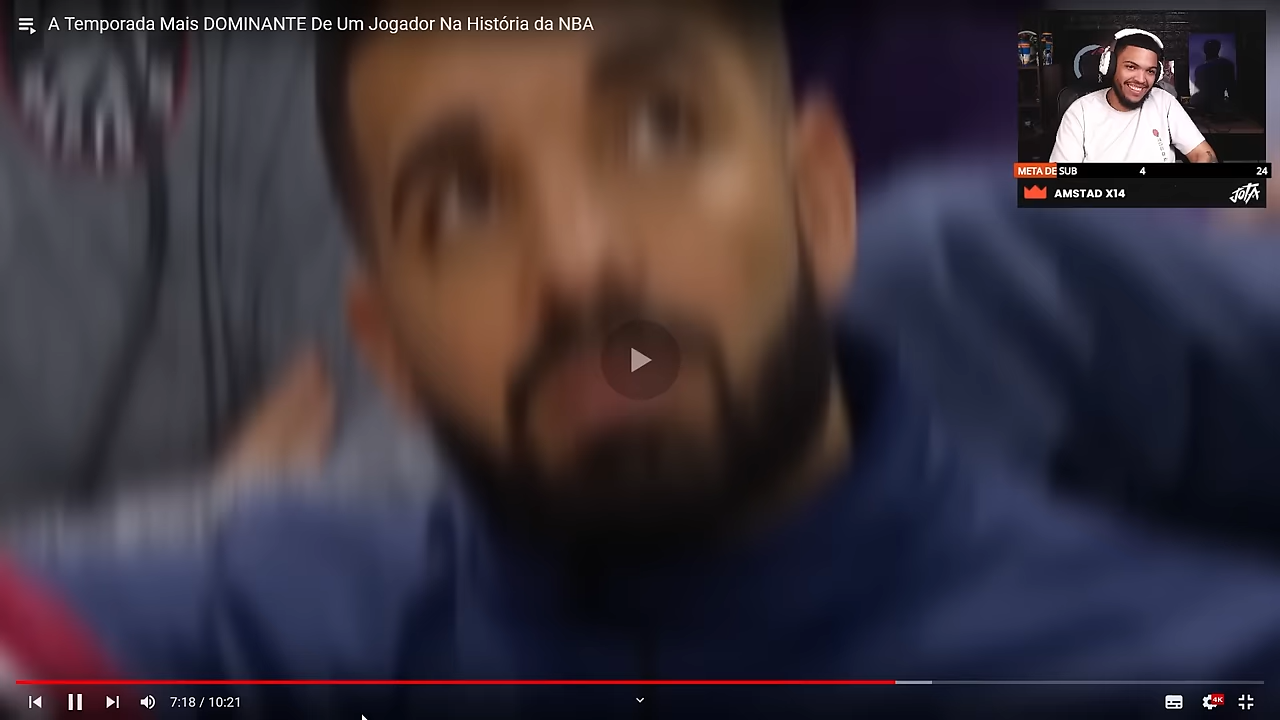 A Temporada Mais DOMINANTE De Um Jogador Na História da NBA
META DE SUB 4 24
AMSTAD X14
JOTA
7:18 / 10:21
4K